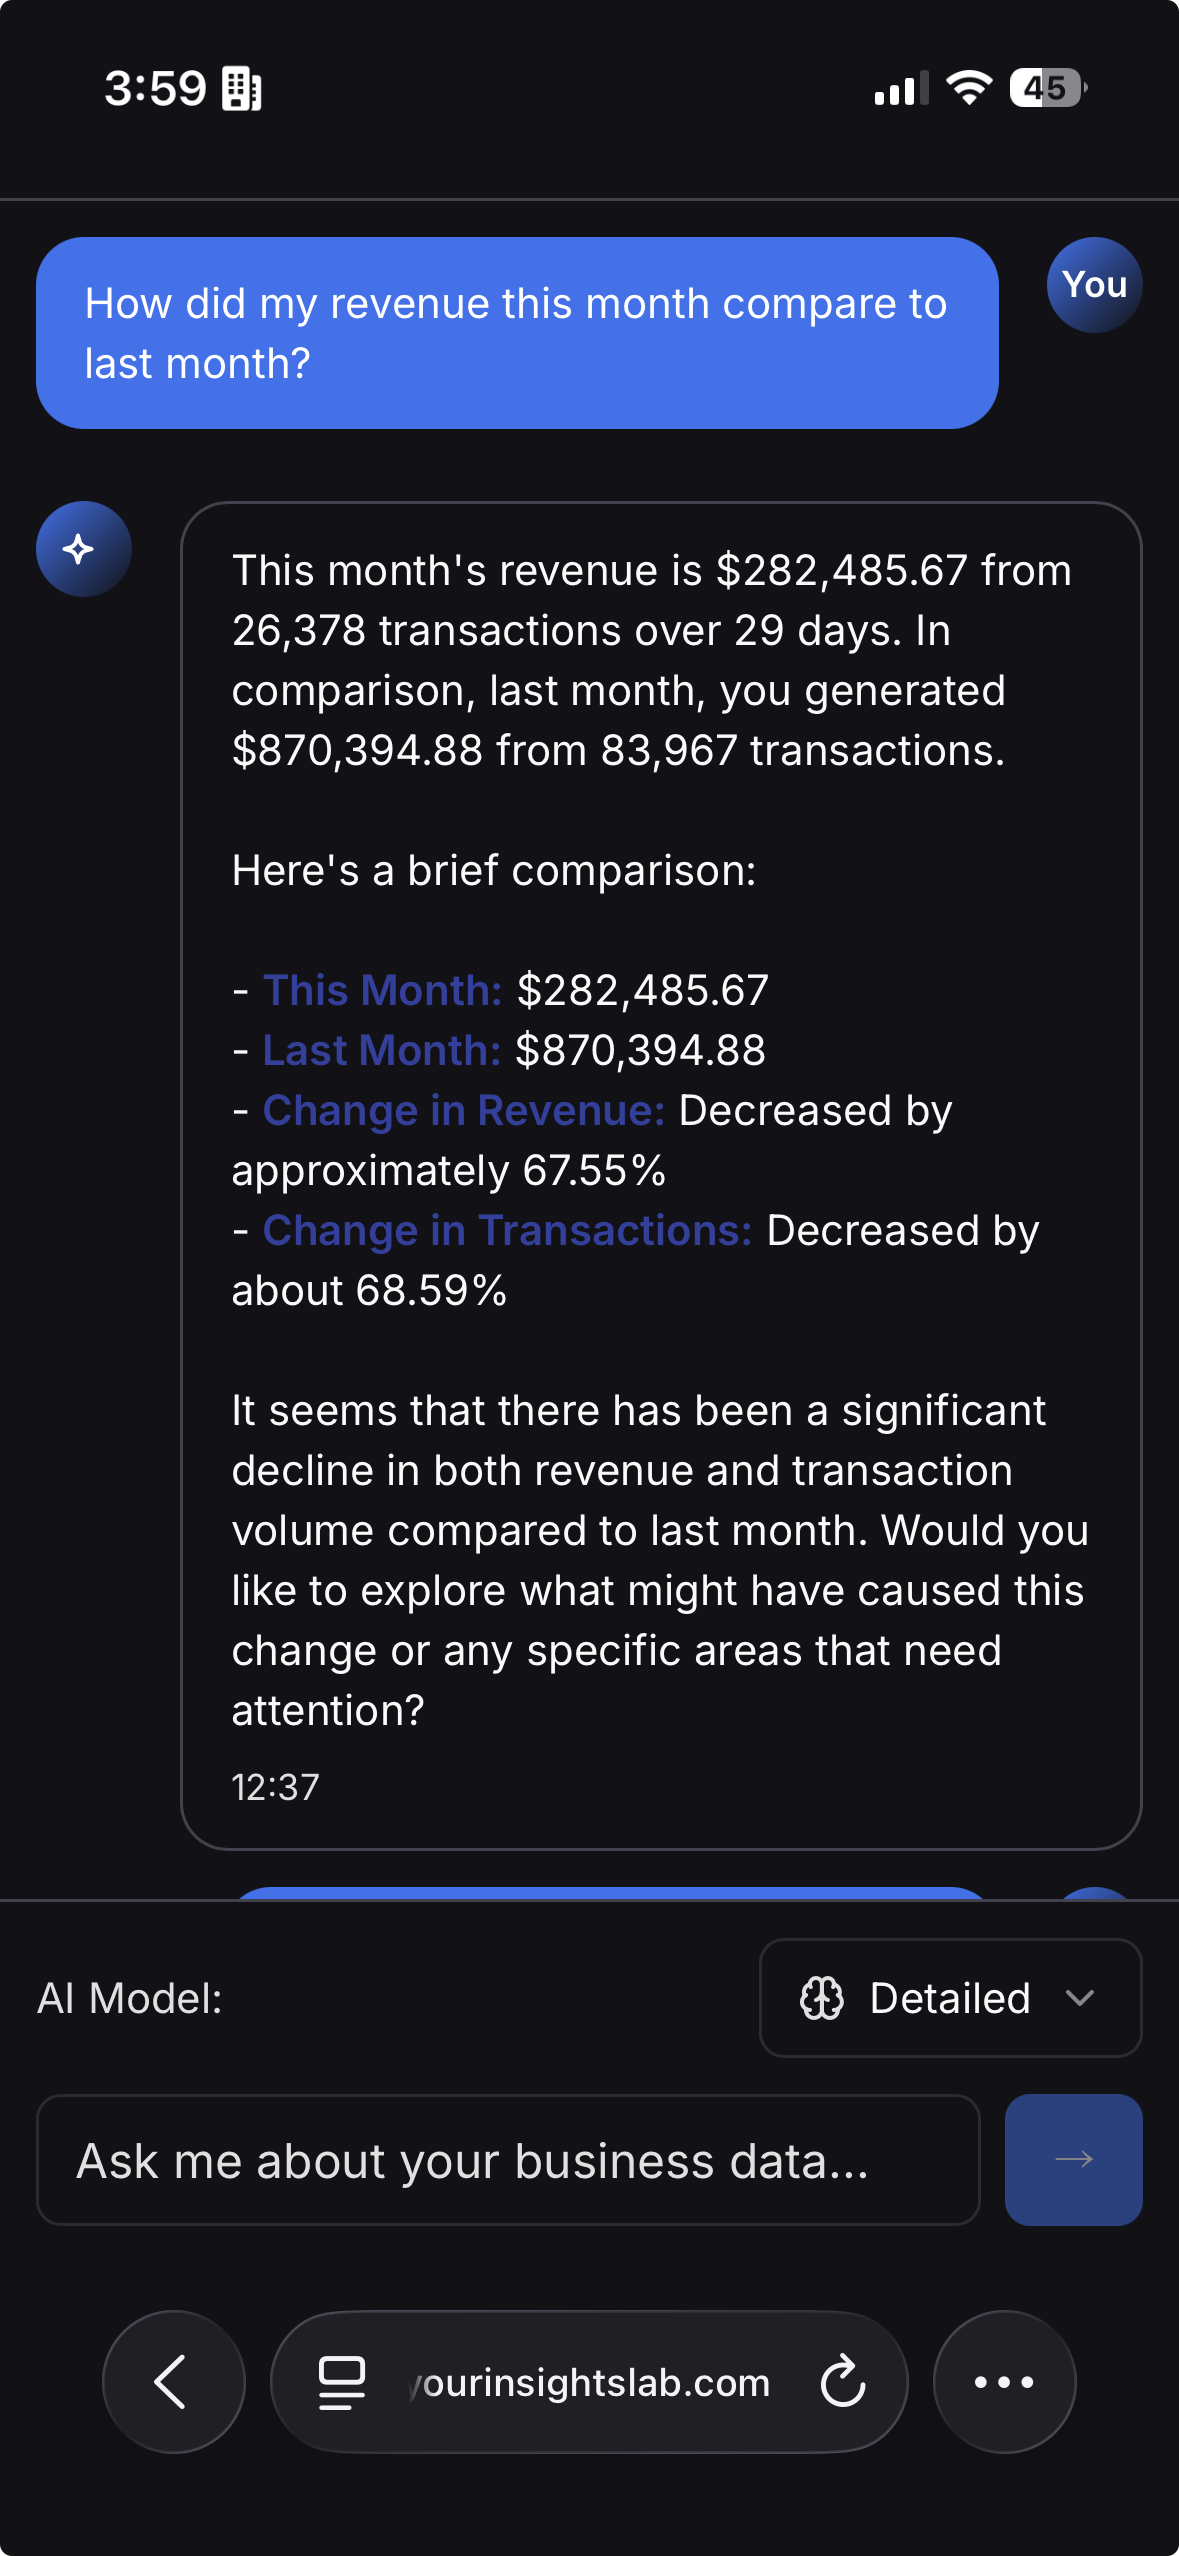 3:59
45
How did my revenue this month compare to
last month?
You
This month's revenue is $282,485.67 from
26,378 transactions over 29 days. In
comparison, last month, you generated
$870,394.88 from 83,967 transactions.
Here's a brief comparison:
- This Month: $282,485.67
- Last Month: $870,394.88
- Change in Revenue: Decreased by
approximately 67.55%
- Change in Transactions: Decreased by
about 68.59%
It seems that there has been a significant
decline in both revenue and transaction
volume compared to last month. Would you
like to explore what might have caused this
change or any specific areas that need
attention?
12:37
AI Model:
Detailed
Ask me about your business data...
yourinsightslab.com